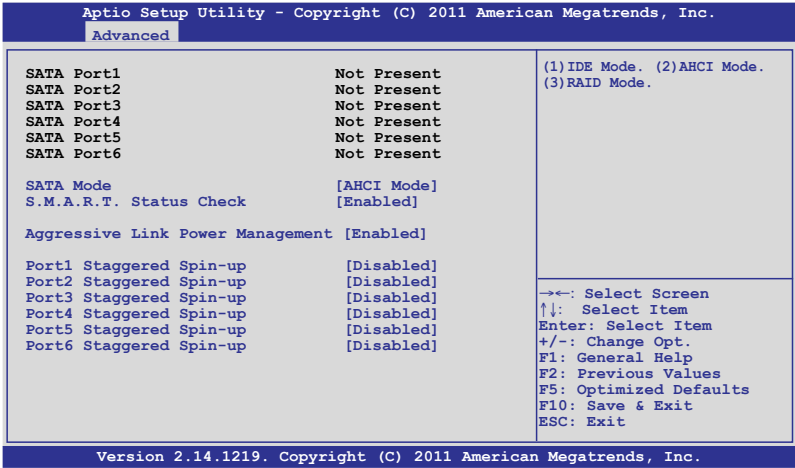 Aptio Setup Utility - Copyright (C) 2011 American Megatrends, Inc.
Advanced
SATA Port1 Not Present
SATA Port2 Not Present
SATA Port3 Not Present
SATA Port4 Not Present
SATA Port5 Not Present
SATA Port6 Not Present
SATA Mode [AHCI Mode]
S.M.A.R.T. Status Check [Enabled]
Aggressive Link Power Management [Enabled]
Port1 Staggered Spin-up [Disabled]
Port2 Staggered Spin-up [Disabled]
Port3 Staggered Spin-up [Disabled]
Port4 Staggered Spin-up [Disabled]
Port5 Staggered Spin-up [Disabled]
Port6 Staggered Spin-up [Disabled]
(1)IDE Mode. (2)AHCI Mode.
(3)RAID Mode.
→←: Select Screen
↑↓: Select Item
Enter: Select Item
+/-: Change Opt.
F1: General Help
F2: Previous Values
F5: Optimized Defaults
F10: Save & Exit
ESC: Exit
Version 2.14.1219. Copyright (C) 2011 American Megatrends, Inc.